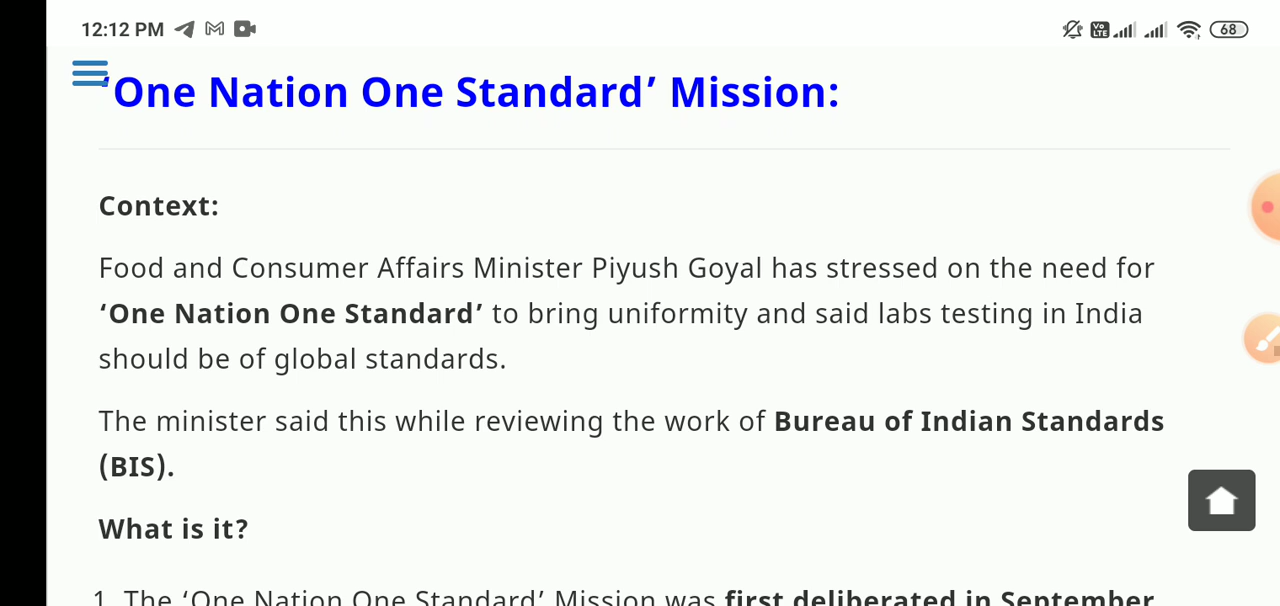 12:12 PM
Vo LTE
68
‘One Nation One Standard’ Mission:
Context:
Food and Consumer Affairs Minister Piyush Goyal has stressed on the need for
‘One Nation One Standard’ to bring uniformity and said labs testing in India
should be of global standards.
The minister said this while reviewing the work of Bureau of Indian Standards
(BIS).
What is it?
1. The ‘One Nation One Standard’ Mission was first deliberated in September